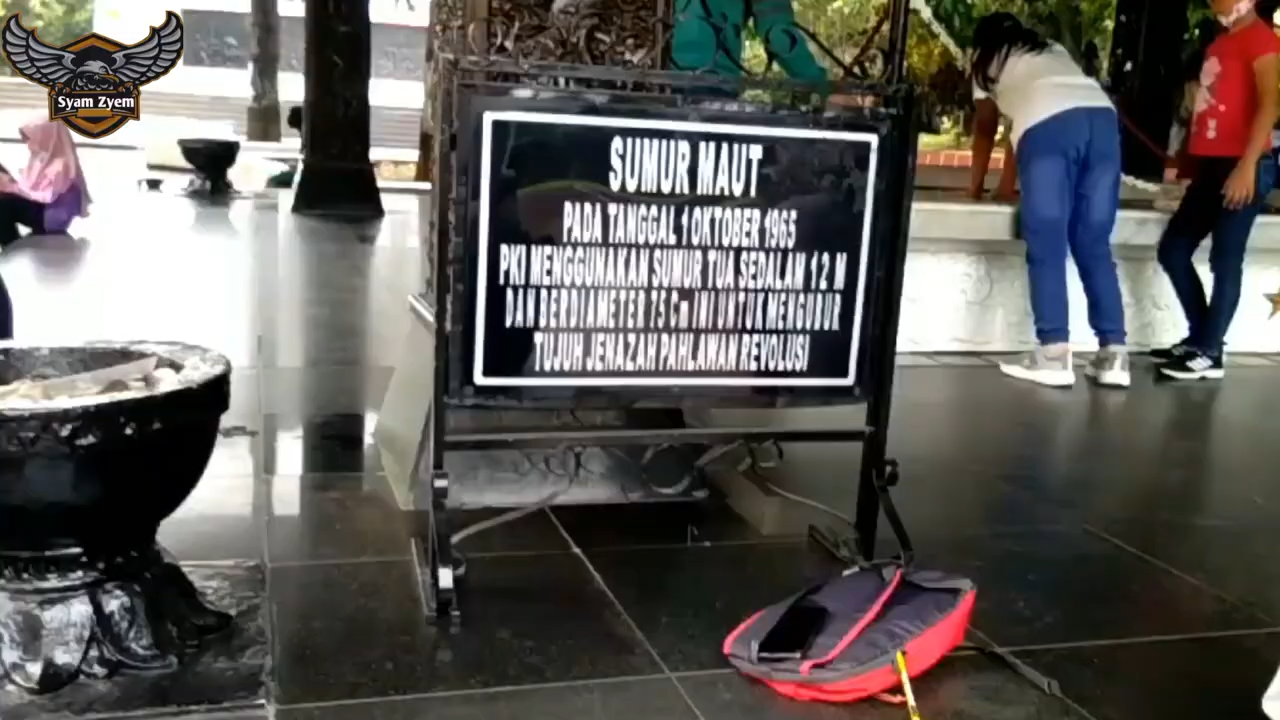 Syam Zyem
SUMUR MAUT
PADA TANGGAL 1 OKTOBER 1965
PKI MENGGUNAKAN SUMUR TUA SEDALAM 12 M
DAN BERDIAMETER 75 Cm INI UNTUK MENGUBUR
TUJUH JENAZAH PAHLAWAN REVOLUSI